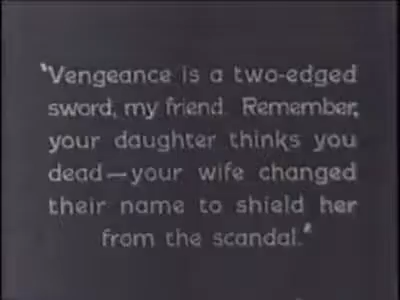 "Vengeance is a two-edged
sword, my friend. Remember,
your daughter thinks you
dead—your wife changed
their name to shield her
from the scandal."